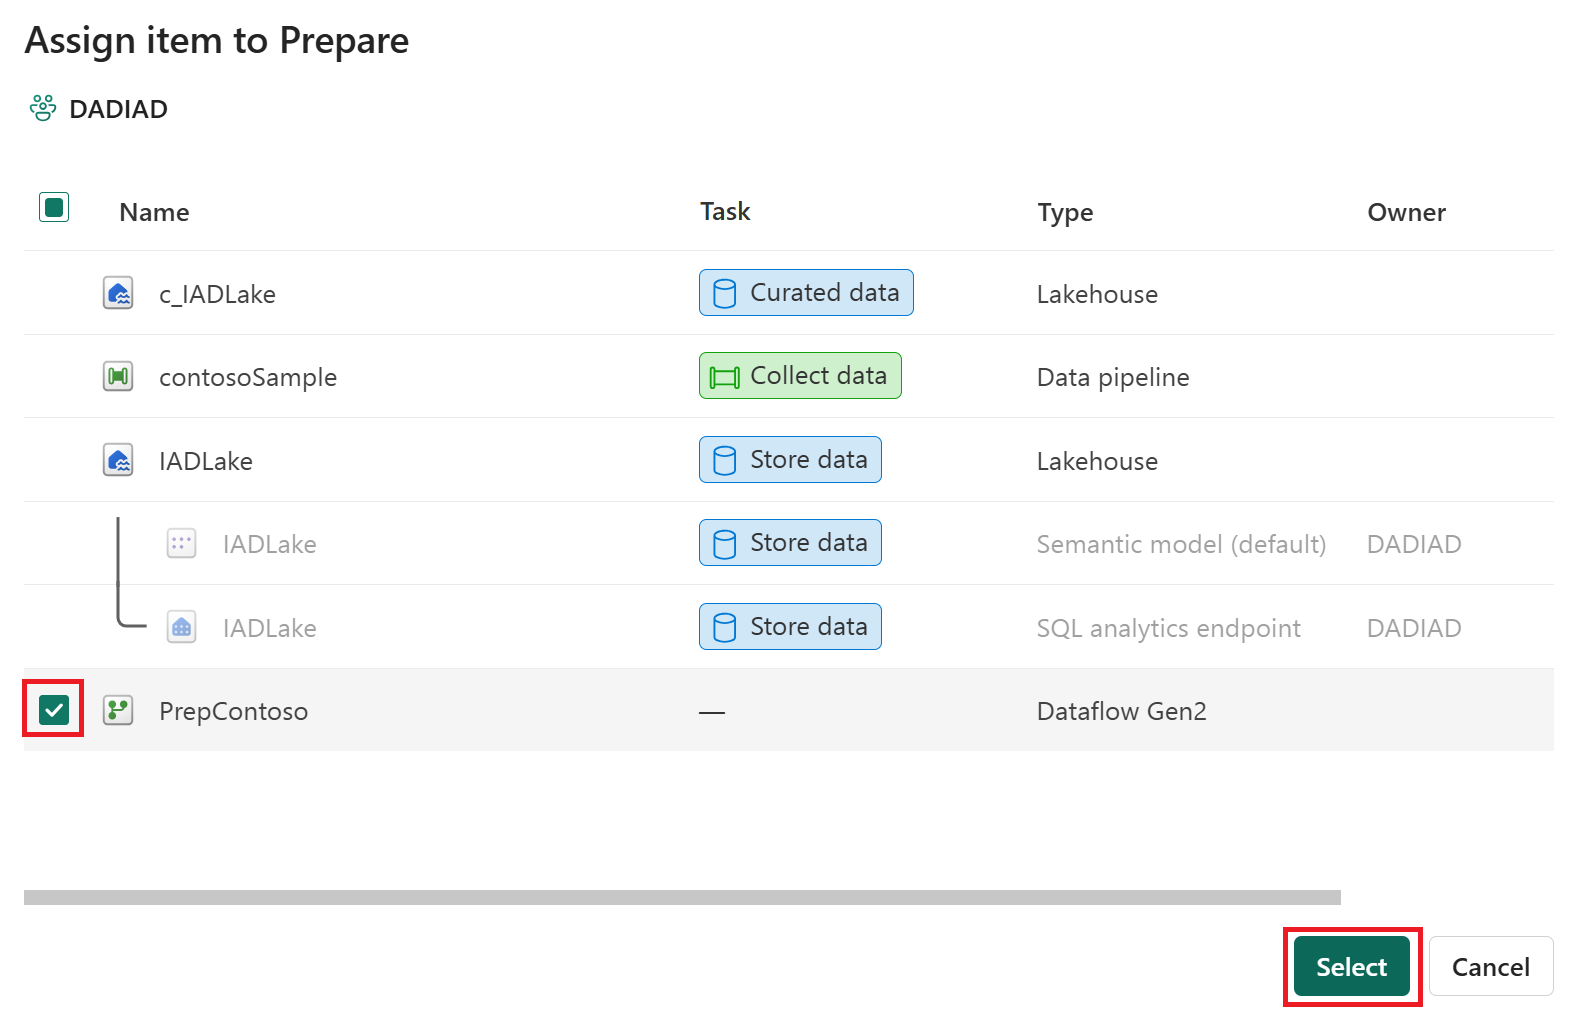 Assign item to Prepare
DADIAD
Name Task Type Owner
c_IADLake Curated data Lakehouse
contosoSample Collect data Data pipeline
IADLake Store data Lakehouse
IADLake Store data Semantic model (default) DADIAD
IADLake Store data SQL analytics endpoint DADIAD
PrepContoso — Dataflow Gen2
Select Cancel